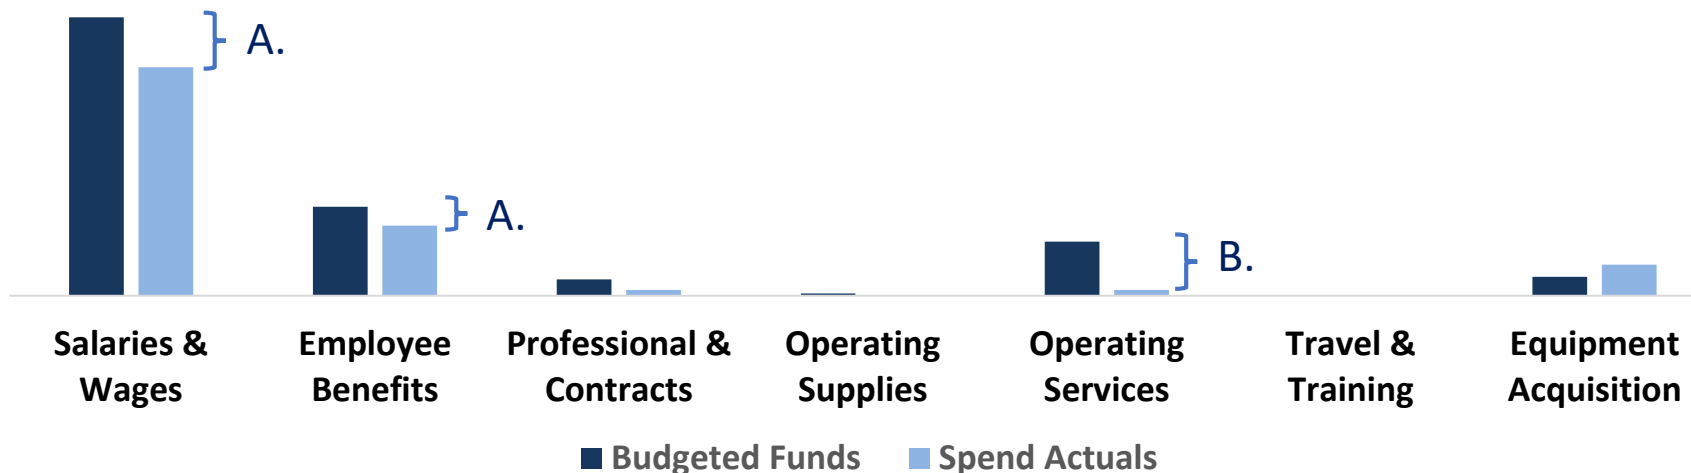 A.
A.
B.
Salaries & Wages
Employee Benefits
Professional & Contracts
Operating Supplies
Operating Services
Travel & Training
Equipment Acquisition
Budgeted Funds
Spend Actuals